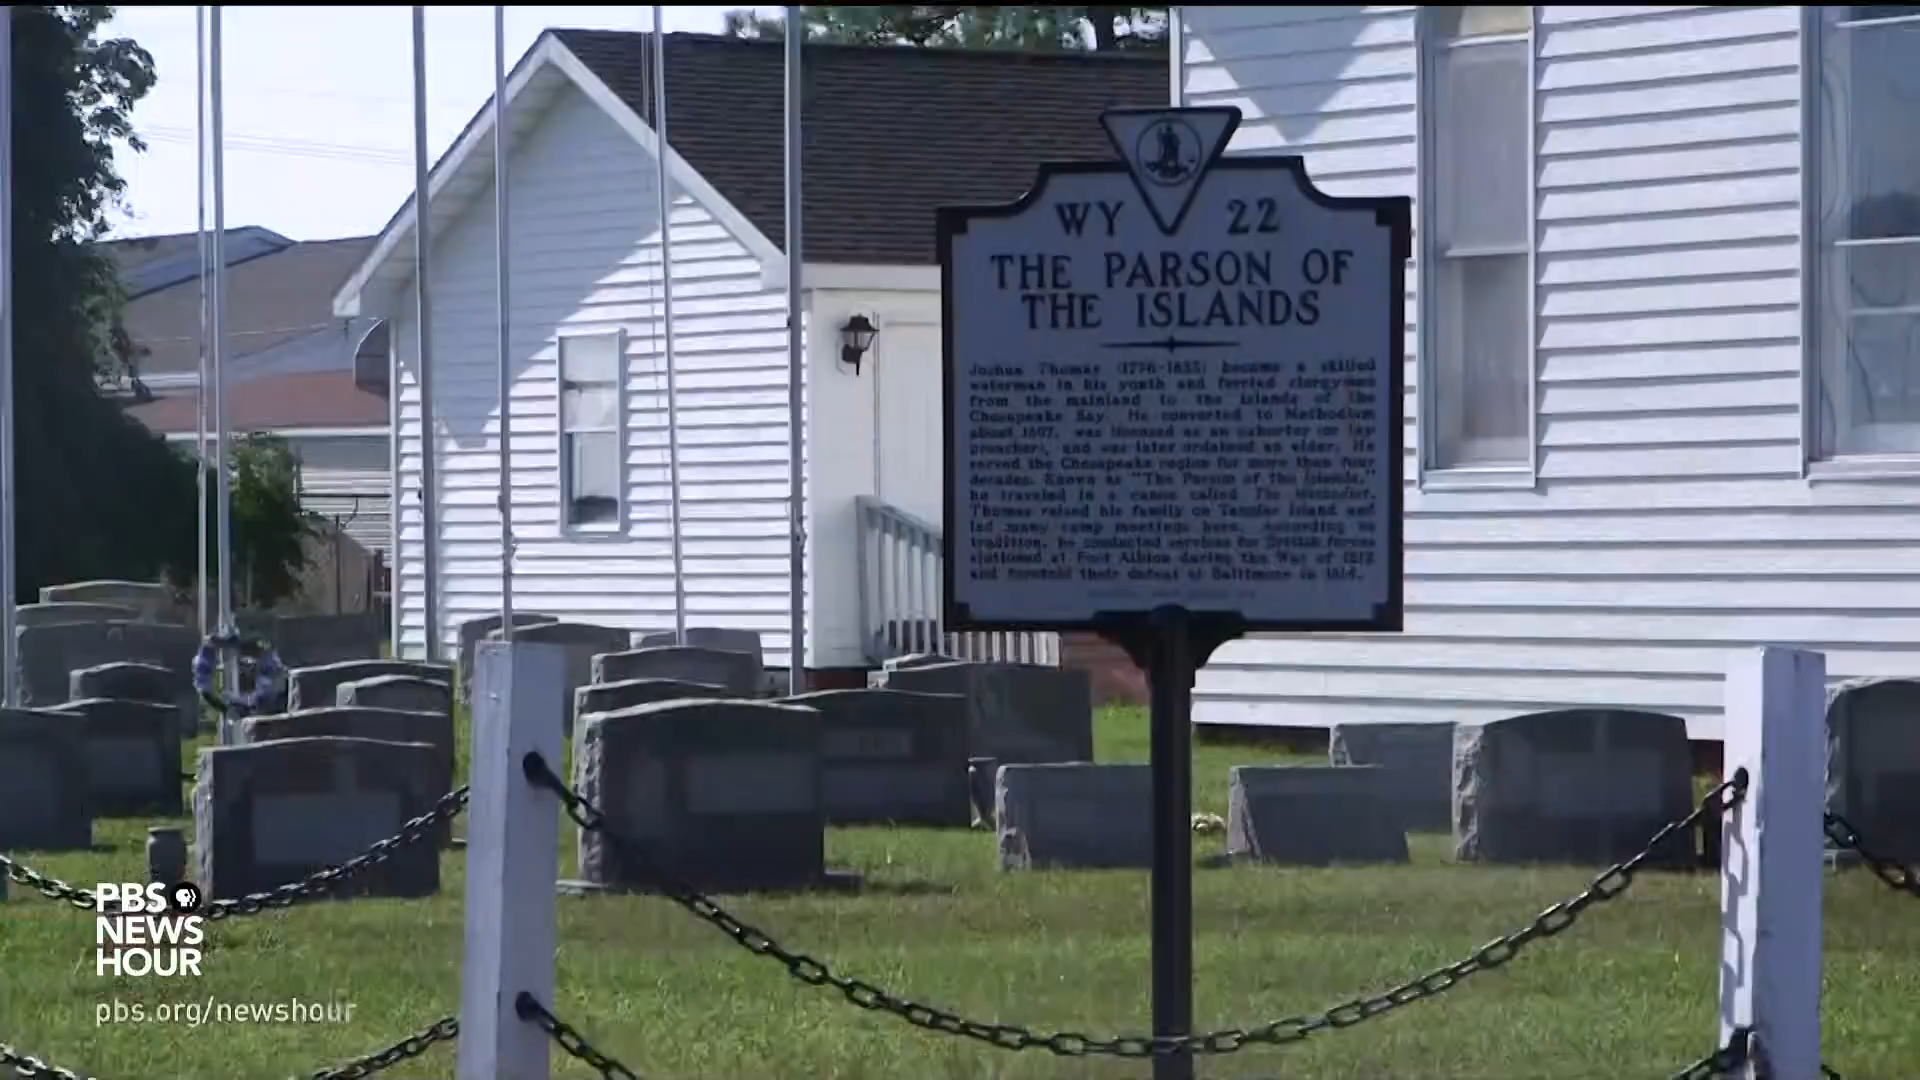 WY 22
THE PARSON OF
THE ISLANDS
Joshua Thomas (1776-1853) became a skilled
waterman in his youth and ferried clergymen
from the mainland to the islands of the
Chesapeake Bay. He converted to Methodism
about 1807, was licensed as an exhorter (or lay
preacher), and was later ordained an elder. He
served the Chesapeake region for more than four
decades. Known as "The Parson of the Islands,"
he traveled in a canoe called The Methodist.
Thomas raised his family on Tangier Island and
led many camp meetings here. According to
tradition, he conducted services for British forces
stationed at Fort Albion during the War of 1812
and foretold their defeat at Baltimore in 1814.
PBS
NEWS
HOUR
pbs.org/newshour